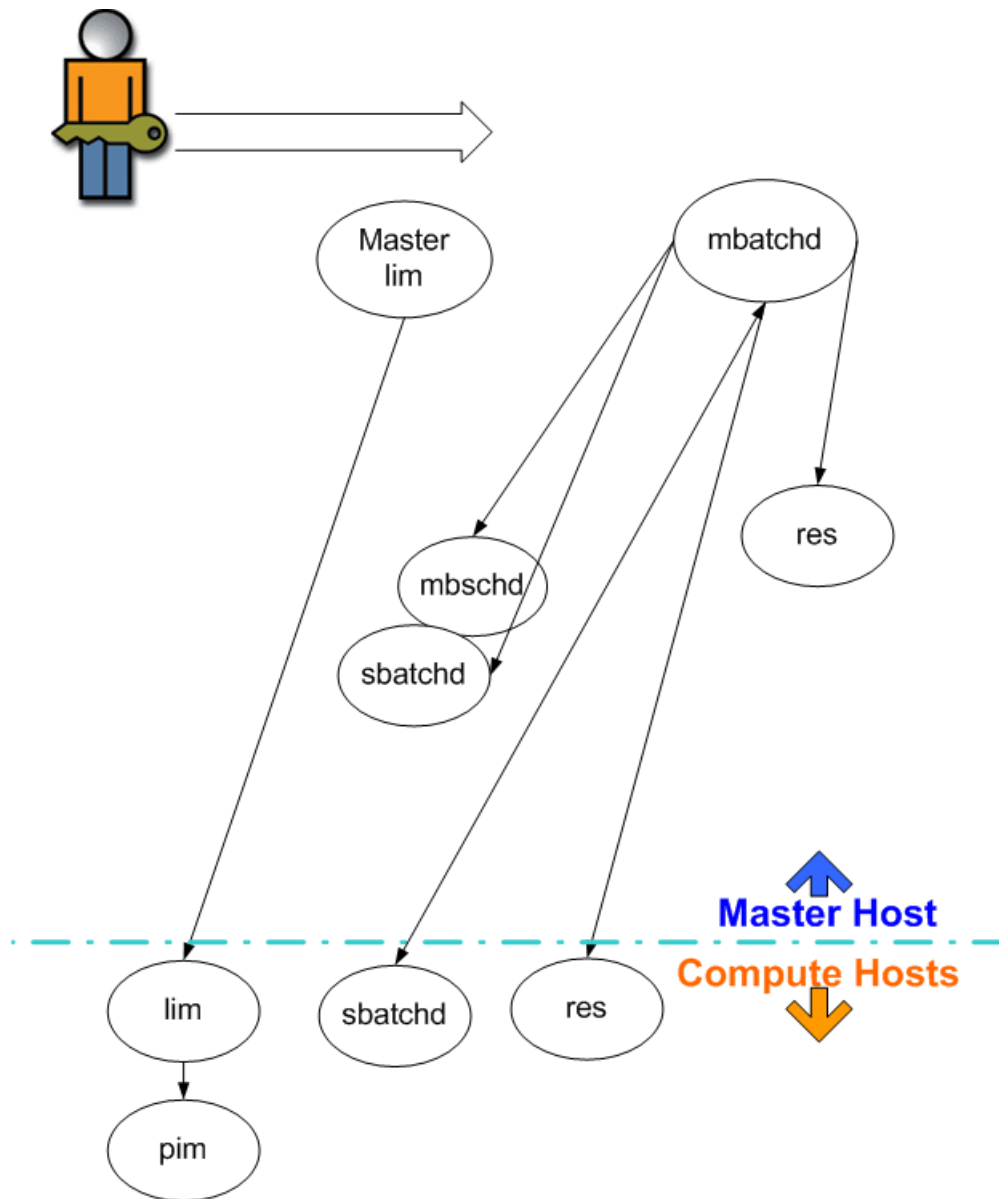 Master
lim
mbatchd
res
mbschd
sbatchd
Master Host
Compute Hosts
lim
sbatchd
res
pim